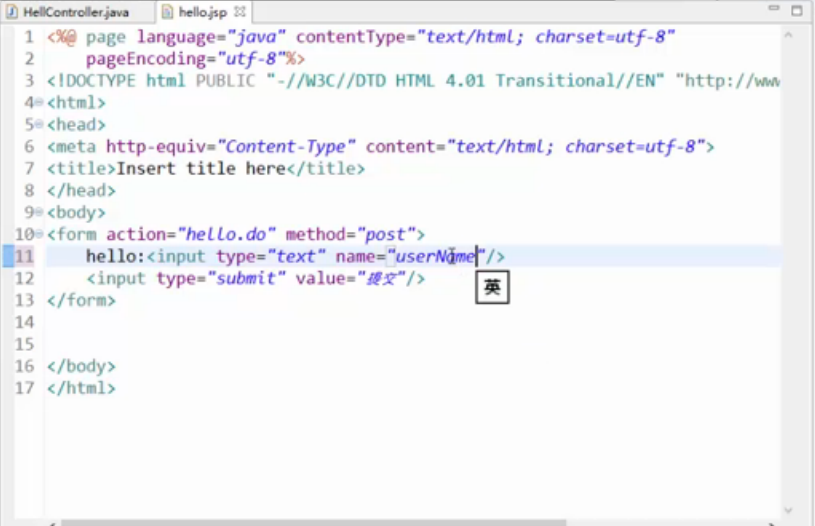 HellController.java
hello.jsp
1 <%@ page language="java" contentType="text/html; charset=utf-8"
2 pageEncoding="utf-8"%>
3 <!DOCTYPE html PUBLIC "-//W3C//DTD HTML 4.01 Transitional//EN" "http://www
4 <html>
5 <head>
6 <meta http-equiv="Content-Type" content="text/html; charset=utf-8">
7 <title>Insert title here</title>
8 </head>
9 <body>
10 <form action="hello.do" method="post">
11 hello:<input type="text" name="userName"/>
12 <input type="submit" value="提交"/>
英
13 </form>
14
15
16 </body>
17 </html>